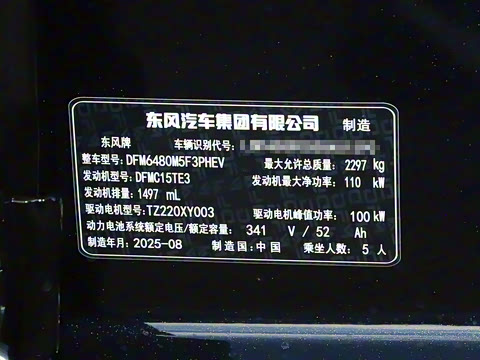 东风汽车集团有限公司 制造
东风牌 车辆识别代号:
整车型号:DFM6480M5F3PHEV 最大允许总质量: 2297 kg
发动机型号:DFMC15TE3 发动机最大净功率: 110 kW
发动机排量: 1497 mL
驱动电机型号:TZ220XY003 驱动电机峰值功率: 100 kW
动力电池系统额定电压/额定容量: 341 V / 52 Ah
制造年月: 2025-08 制造国:中国 乘坐人数: 5 人